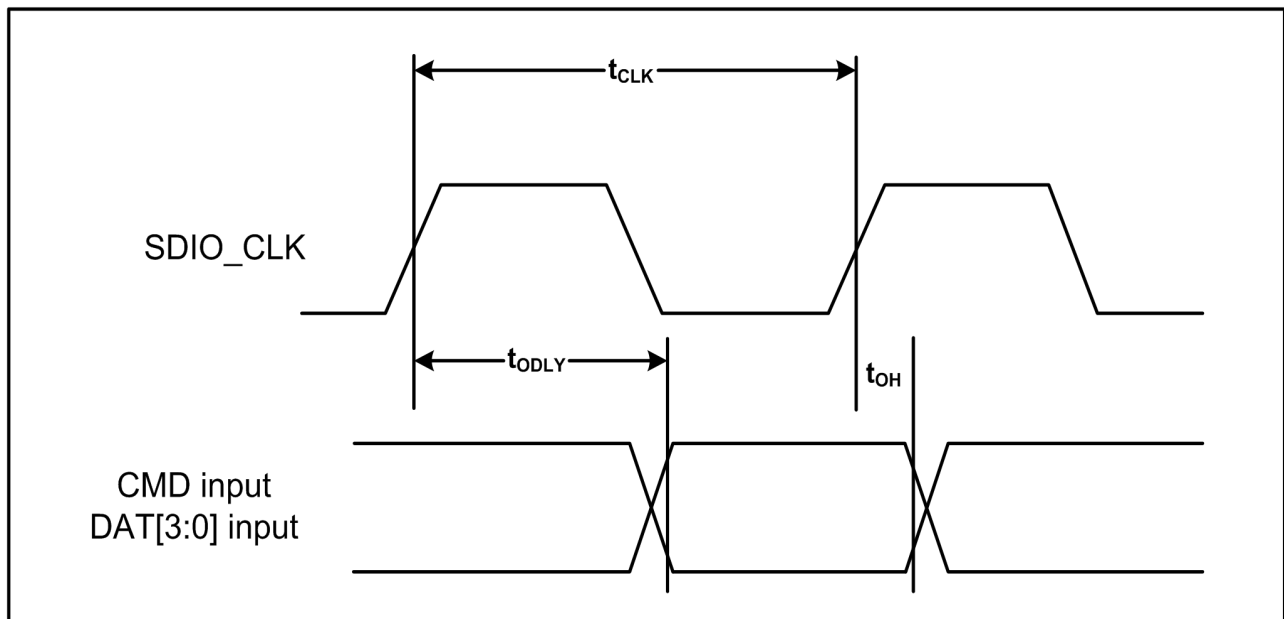 tCLK
SDIO_CLK
tODLY
tOH
CMD input
DAT[3:0] input